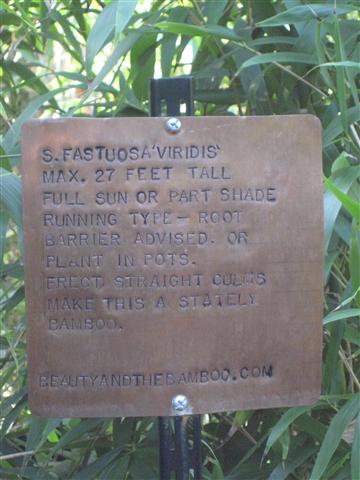 S. FASTUOSA 'VIRIDIS'
MAX. 27 FEET TALL
FULL SUN OR PART SHADE
RUNNING TYPE - ROOT
BARRIER ADVISED. OR
PLANT IN POTS.
ERECT, STRAIGHT CULMS
MAKE THIS A STATELY
BAMBOO.
BEAUTYANDTHEBAMBOO.COM